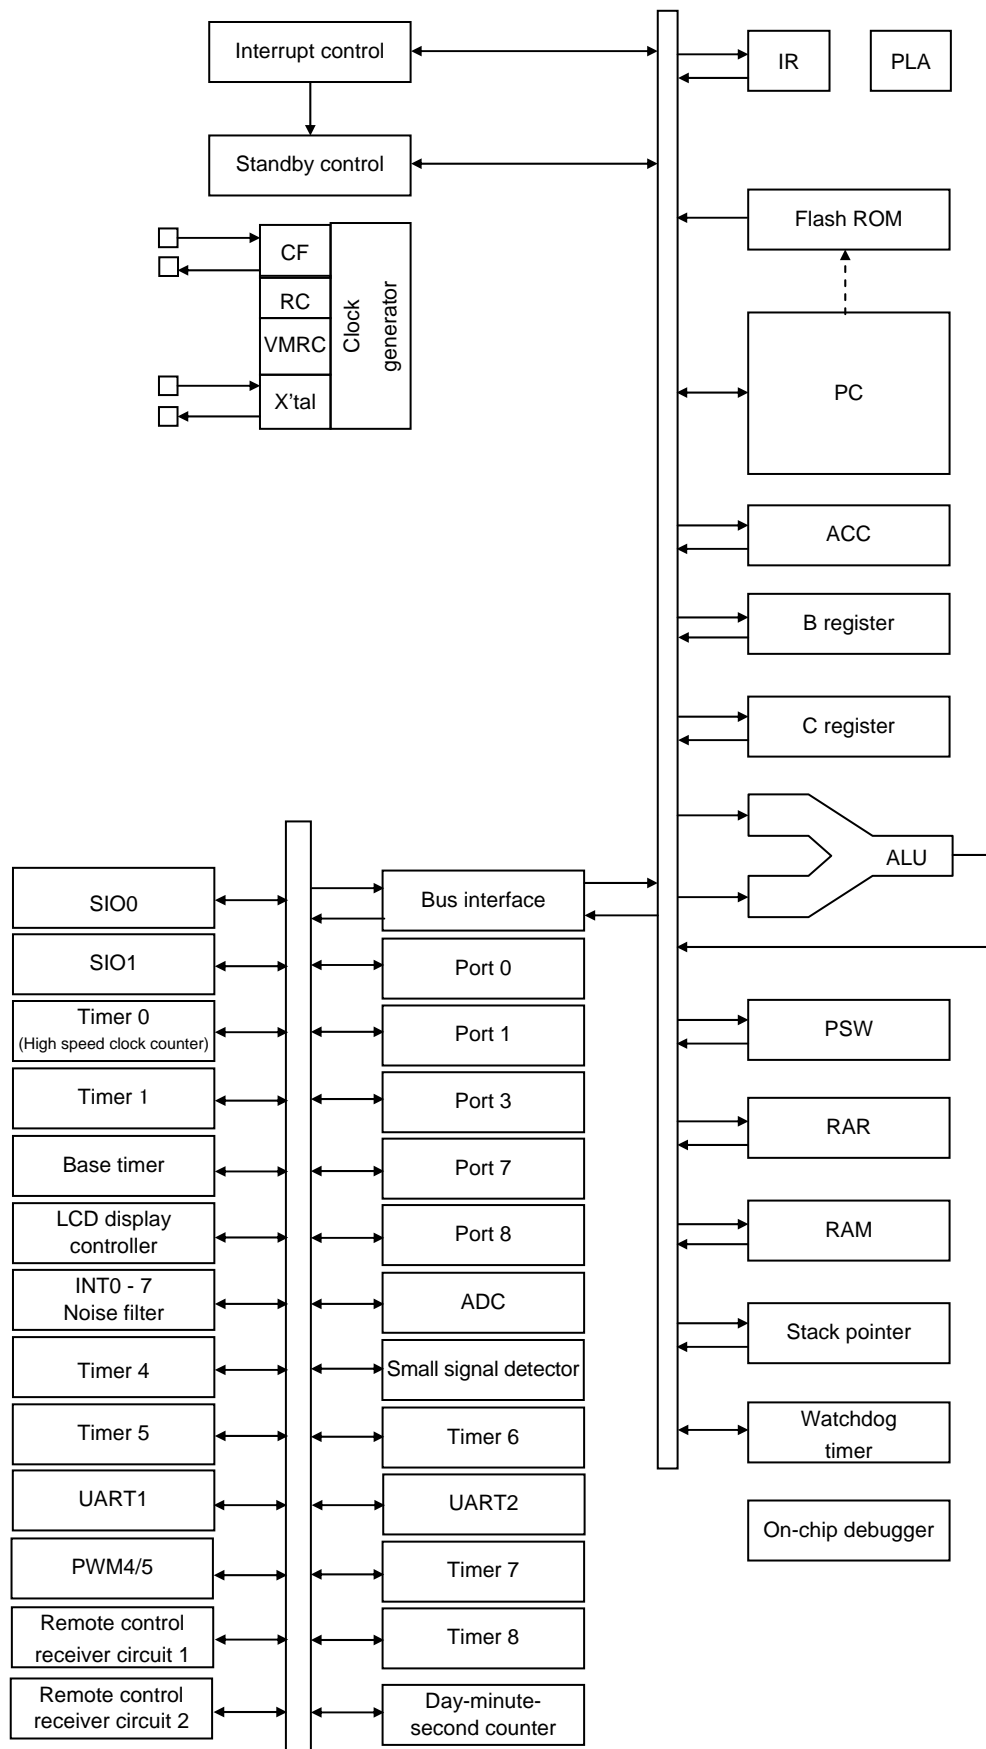 Interrupt control
IR
PLA
Standby control
Flash ROM
CF
RC
VMRC
X'tal
Clock
generator
PC
ACC
B register
C register
ALU
SIO0
Bus interface
SIO1
Port 0
Timer 0
(High speed clock counter)
Port 1
PSW
Timer 1
Port 3
RAR
Base timer
Port 7
LCD display
controller
Port 8
RAM
INT0 - 7
Noise filter
ADC
Stack pointer
Timer 4
Small signal detector
Timer 5
Timer 6
Watchdog
timer
UART1
UART2
On-chip debugger
PWM4/5
Timer 7
Remote control
receiver circuit 1
Timer 8
Remote control
receiver circuit 2
Day-minute-
second counter